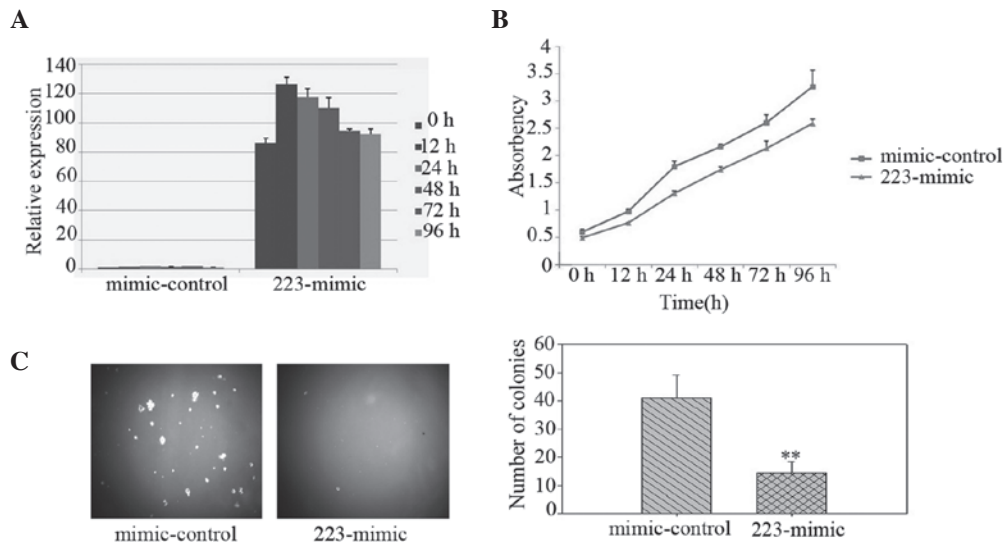 A
Relative expression
140
120
100
80
60
40
20
0
mimic-control 223-mimic
0 h
12 h
24 h
48 h
72 h
96 h
B
Absorbency
4
3.5
3
2.5
2
1.5
1
0.5
0
0 h 12 h 24 h 48 h 72 h 96 h
Time(h)
mimic-control
223-mimic
C
mimic-control 223-mimic
Number of colonies
60
50
40
30
20
10
0
**
mimic-control 223-mimic